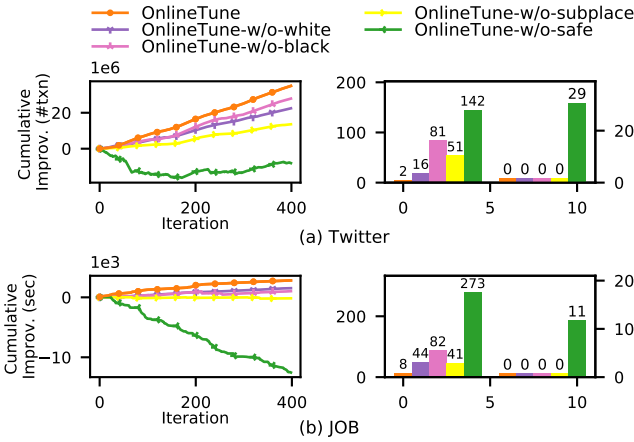 OnlineTune
OnlineTune-w/o-white
OnlineTune-w/o-black
OnlineTune-w/o-subplace
OnlineTune-w/o-safe
1e6
Cumulative
Improv. (#txn)
20
0
0 200 400
Iteration
200
100
0
2 16 81 51 142 0 0 0 0 29
20
0
0 5 10
(a) Twitter
1e3
Cumulative
Improv. (sec)
0
−10
0 200 400
Iteration
200
0
8 44 82 41 273 0 0 0 0 11
20
10
0
0 5 10
(b) JOB